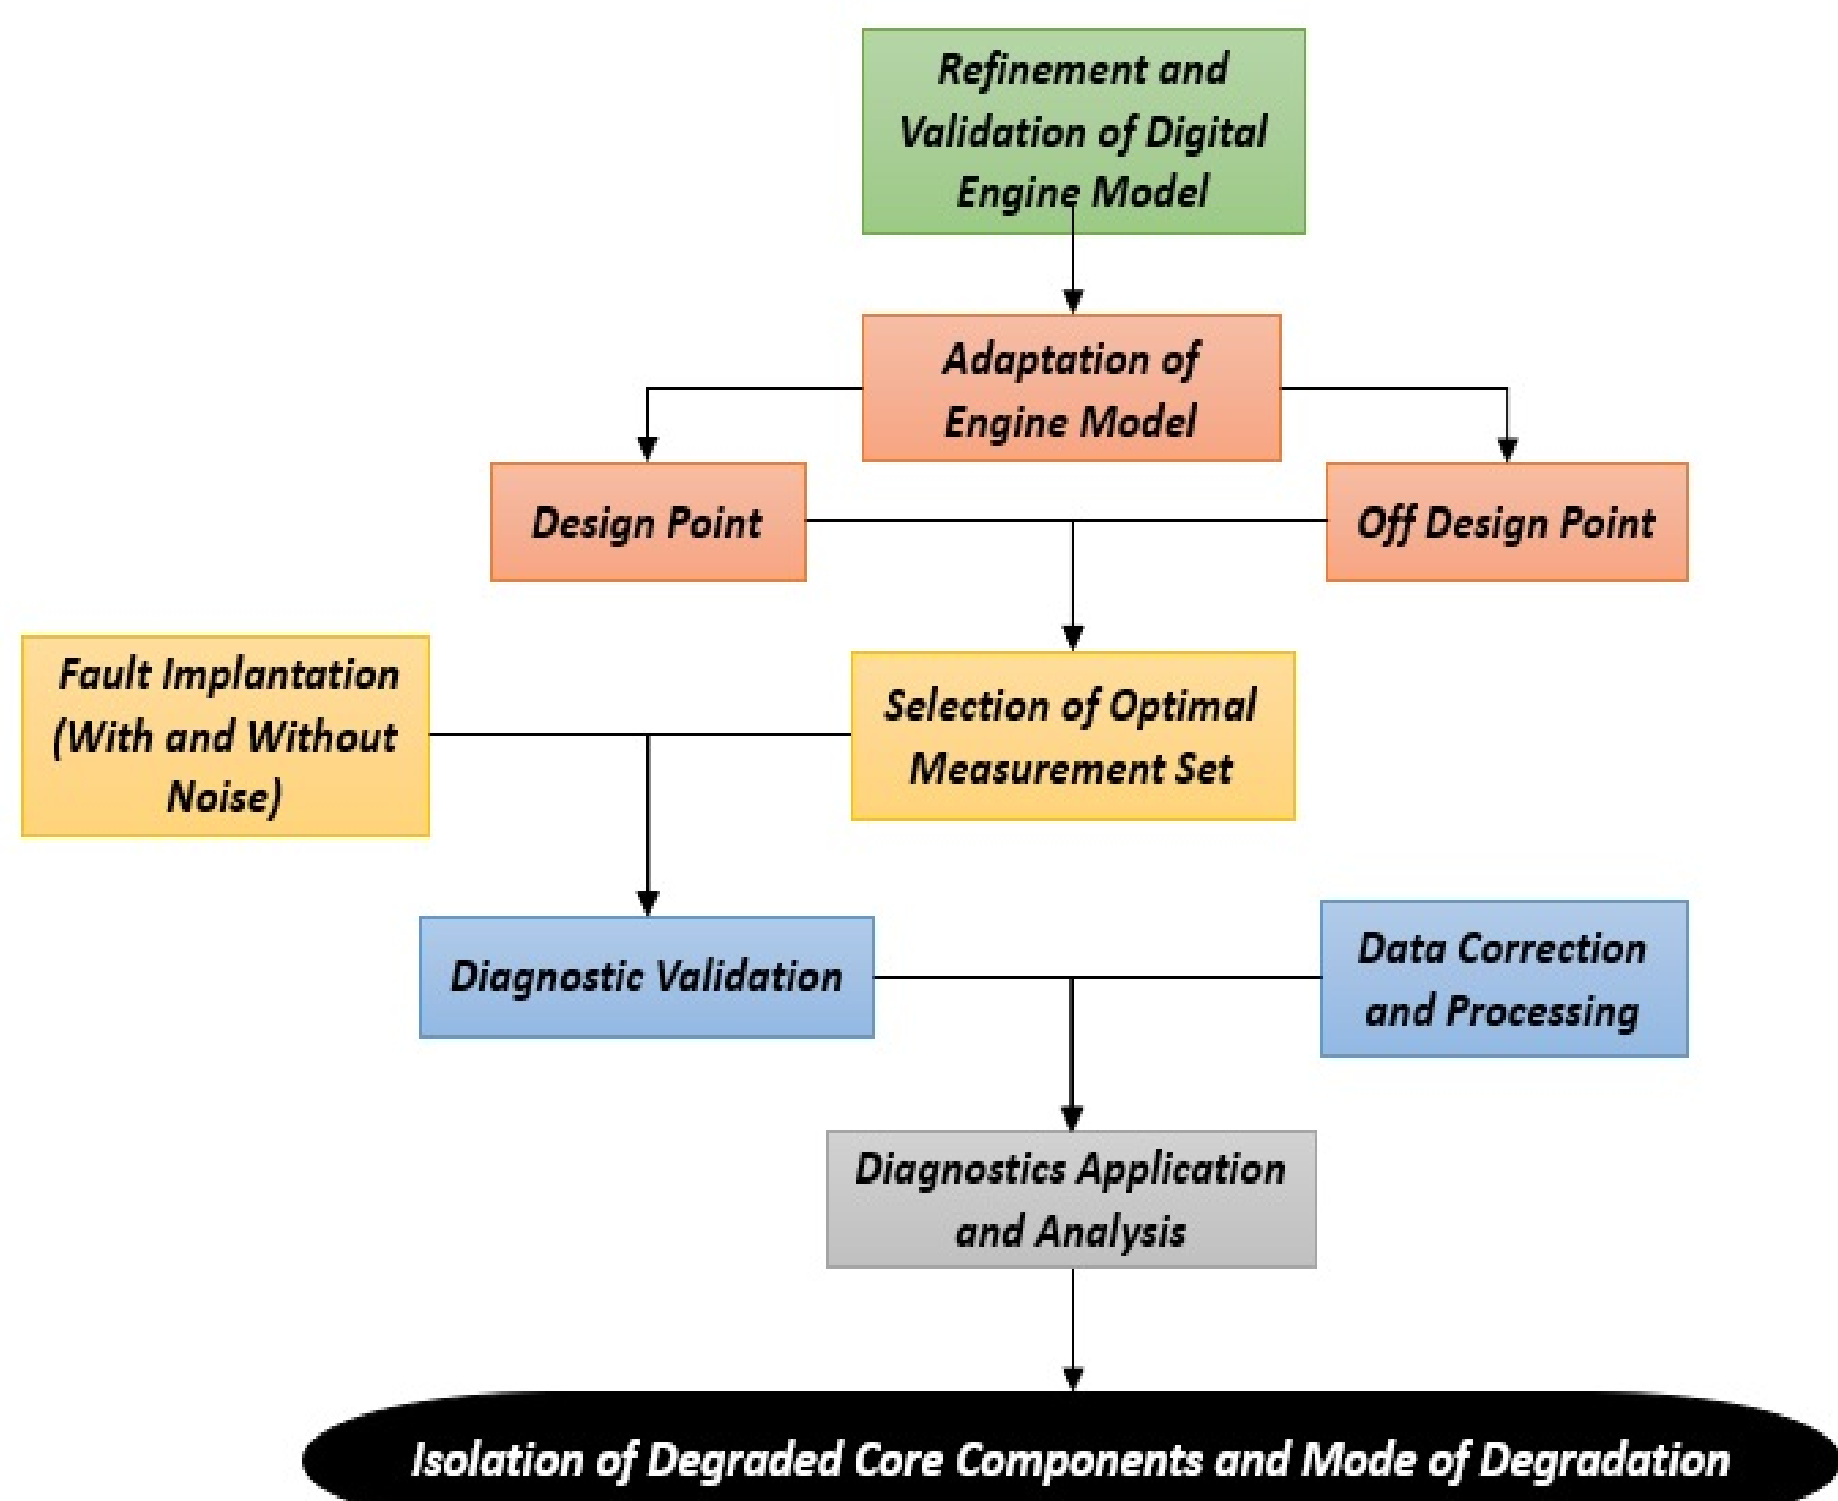 Refinement and
Validation of Digital
Engine Model
Adaptation of
Engine Model
Design Point
Off Design Point
Fault Implantation
(With and Without
Noise)
Selection of Optimal
Measurement Set
Diagnostic Validation
Data Correction
and Processing
Diagnostics Application
and Analysis
Isolation of Degraded Core Components and Mode of Degradation